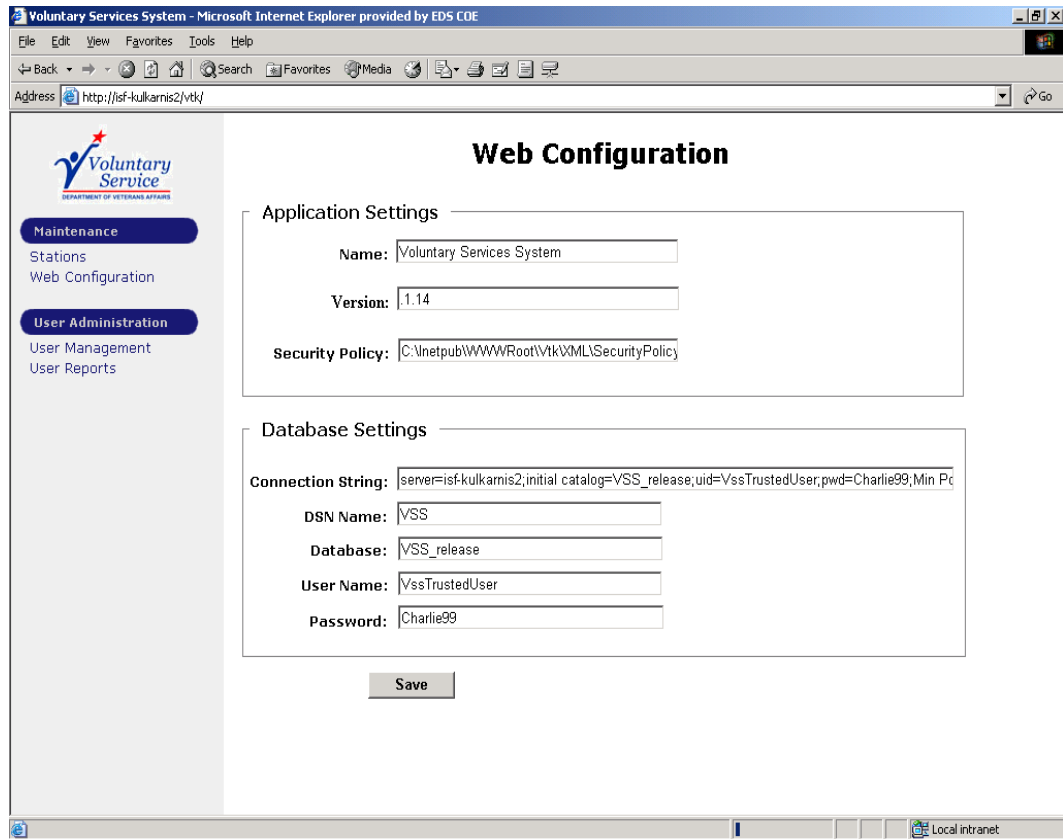 Voluntary Services System - Microsoft Internet Explorer provided by EDS COE
File Edit View Favorites Tools Help
Back Search Favorites Media
Address http://isf-kulkarnis2/vtk/ Go
Voluntary
Service
DEPARTMENT OF VETERANS AFFAIRS
Maintenance
Stations
Web Configuration
User Administration
User Management
User Reports
Web Configuration
Application Settings
Name: Voluntary Services System
Version: .1.14
Security Policy: C:\Inetpub\WWWRoot\Vtk\XML\SecurityPolicy
Database Settings
Connection String: server=isf-kulkarnis2;initial catalog=VSS_release;uid=VssTrustedUser;pwd=Charlie99;Min Po
DSN Name: VSS
Database: VSS_release
User Name: VssTrustedUser
Password: Charlie99
Save
Local intranet